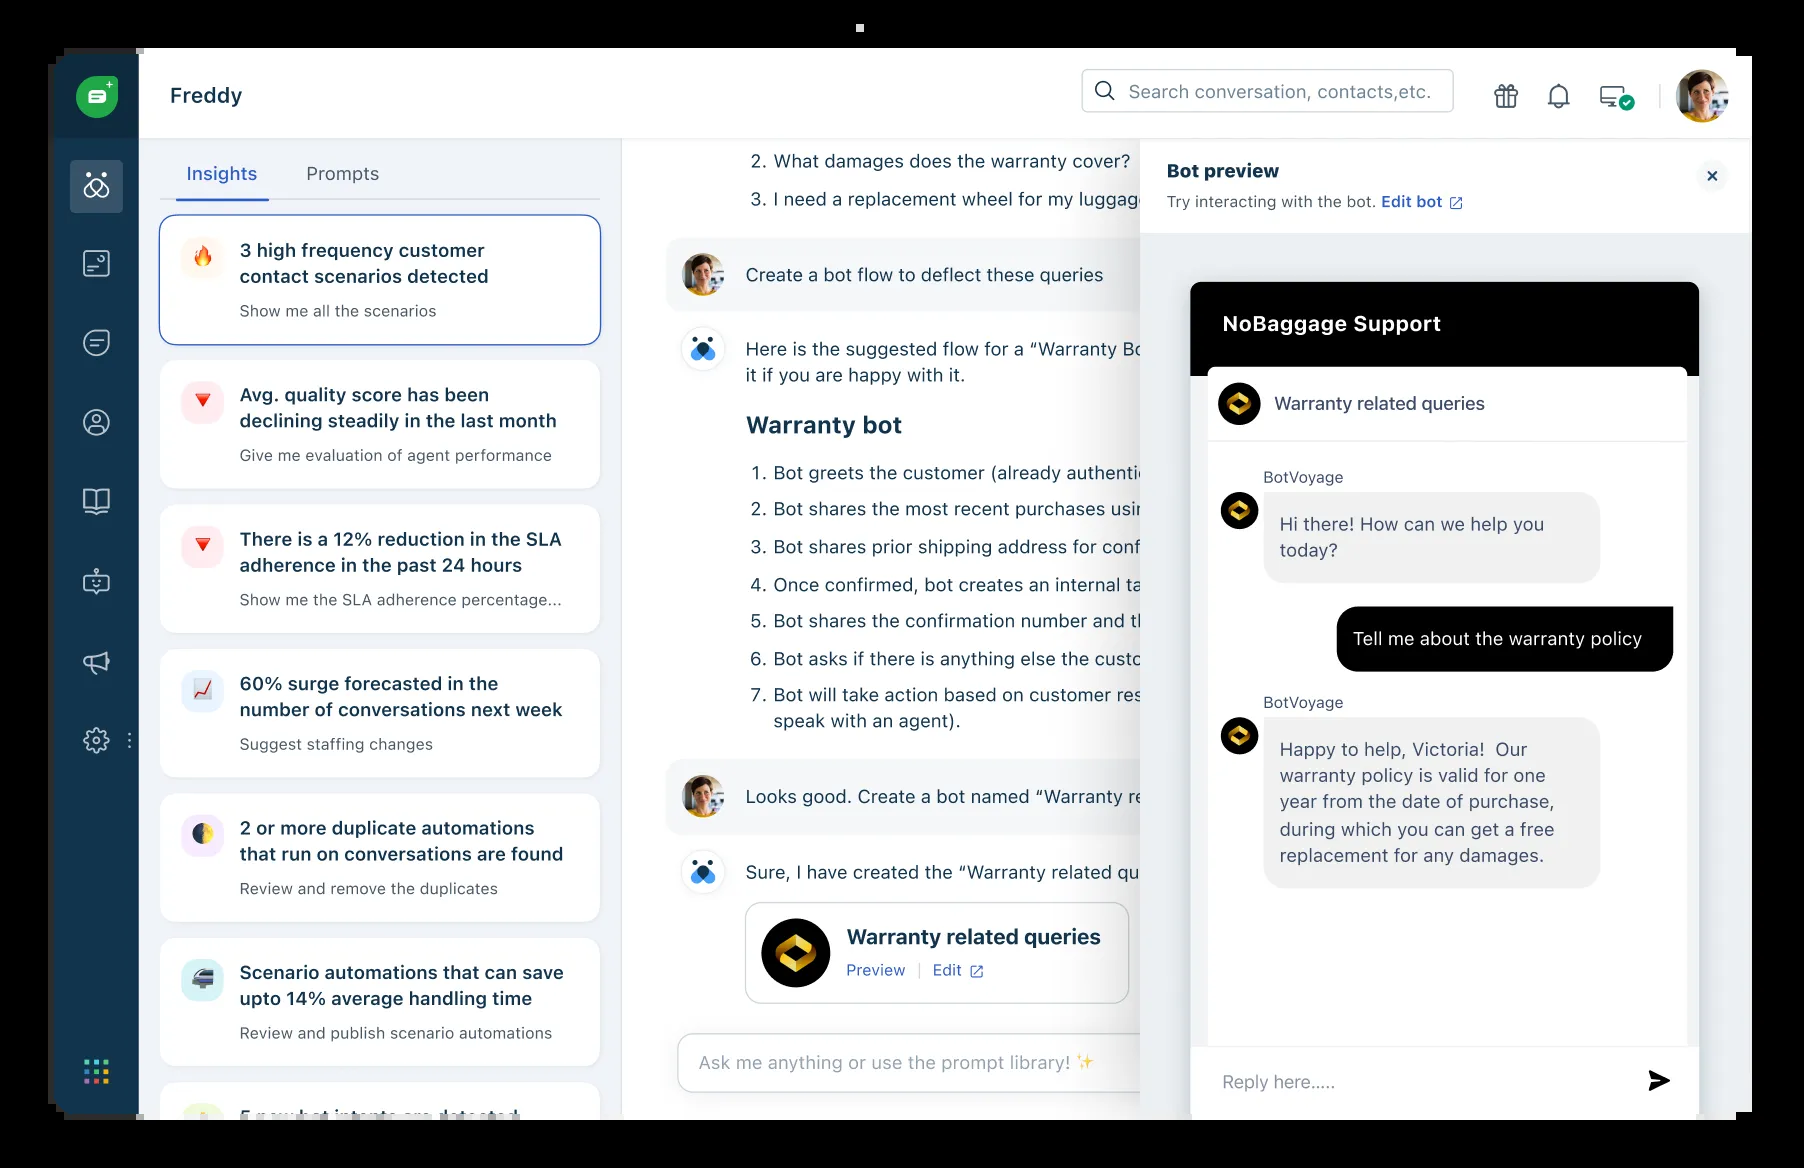 Freddy
Search conversation, contacts,etc.
Insights
Prompts
3 high frequency customer
contact scenarios detected
Show me all the scenarios
Avg. quality score has been
declining steadily in the last month
Give me evaluation of agent performance
There is a 12% reduction in the SLA
adherence in the past 24 hours
Show me the SLA adherence percentage...
60% surge forecasted in the
number of conversations next week
Suggest staffing changes
2 or more duplicate automations
that run on conversations are found
Review and remove the duplicates
Scenario automations that can save
upto 14% average handling time
Review and publish scenario automations
5 new bot intents are detected
2. What damages does the warranty cover?
3. I need a replacement wheel for my luggag
Create a bot flow to deflect these queries
Here is the suggested flow for a “Warranty Bo
it if you are happy with it.
Warranty bot
1. Bot greets the customer (already authenti
2. Bot shares the most recent purchases usin
3. Bot shares prior shipping address for conf
4. Once confirmed, bot creates an internal ta
5. Bot shares the confirmation number and th
6. Bot asks if there is anything else the custo
7. Bot will take action based on customer res
speak with an agent).
Looks good. Create a bot named “Warranty re
Sure, I have created the “Warranty related qu
Warranty related queries
Preview
Edit
Ask me anything or use the prompt library!
Bot preview
Try interacting with the bot. Edit bot
NoBaggage Support
Warranty related queries
BotVoyage
Hi there! How can we help you
today?
Tell me about the warranty policy
BotVoyage
Happy to help, Victoria! Our
warranty policy is valid for one
year from the date of purchase,
during which you can get a free
replacement for any damages.
Reply here.....